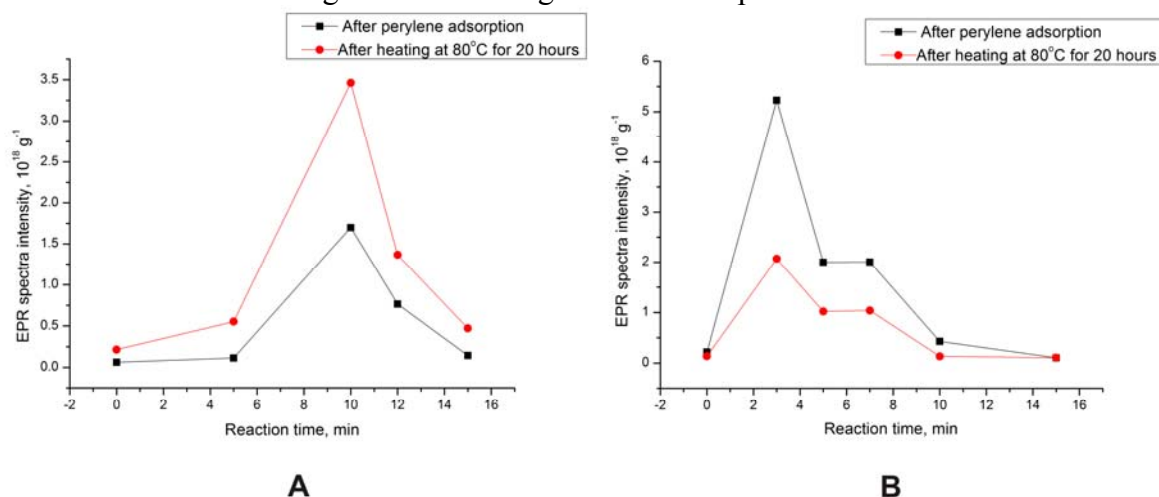 After perylene adsorption
After heating at 80°C for 20 hours
3.5
3.0
2.5
2.0
1.5
1.0
0.5
0.0
EPR spectra intensity, 10¹⁸ g⁻¹
-2 0 2 4 6 8 10 12 14 16
Reaction time, min
A
After perylene adsorption
After heating at 80°C for 20 hours
6
5
4
3
2
1
0
EPR spectra intensity, 10¹⁸ g⁻¹
-2 0 2 4 6 8 10 12 14 16
Reaction time, min
B